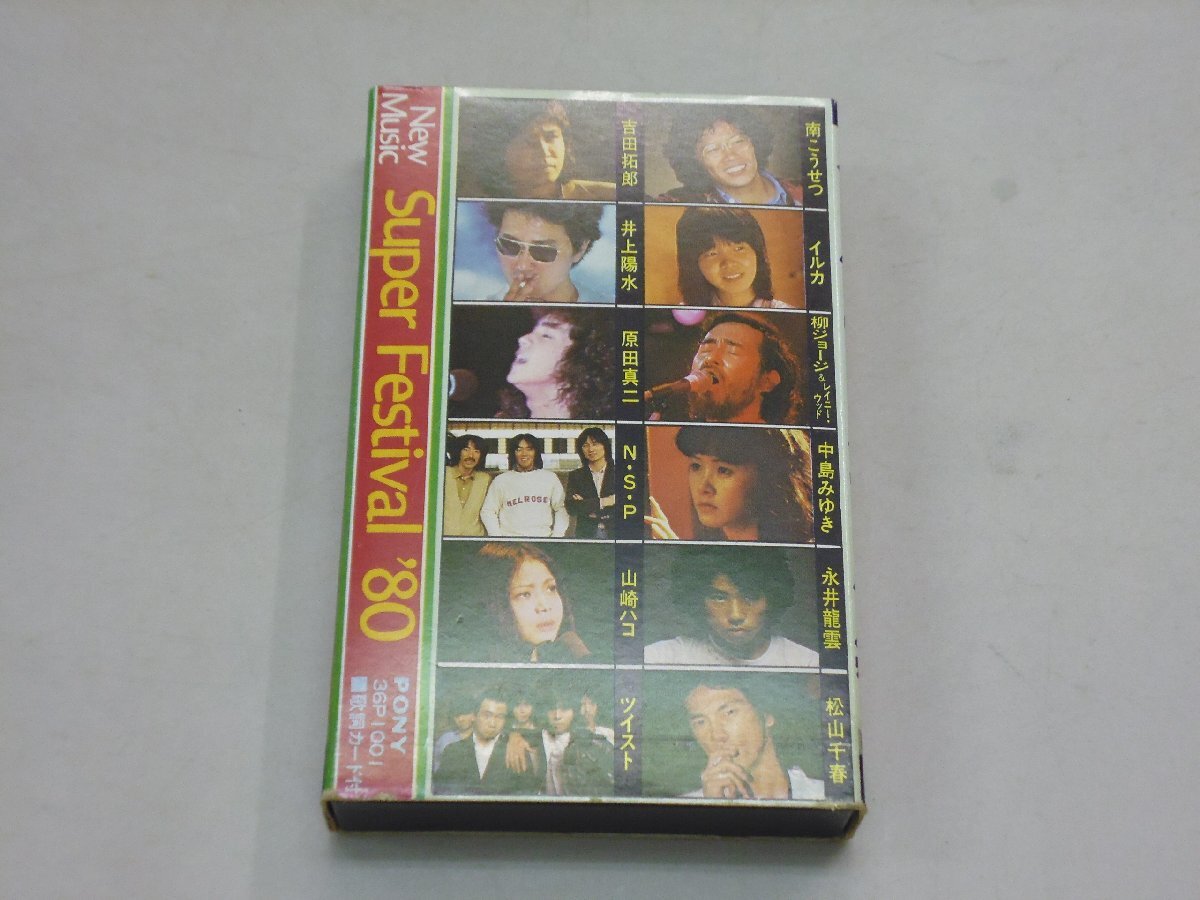 New
Music
Super Festival '80
PONY
36P-1001
歌詞カード付
南こうせつ
イルカ
柳ジョージ&レイニー・
ウッド
中島みゆき
永井龍雲
松山千春
吉田拓郎
井上陽水
原田真二
N・S・P
山崎ハコ
ツイスト
MELROSE